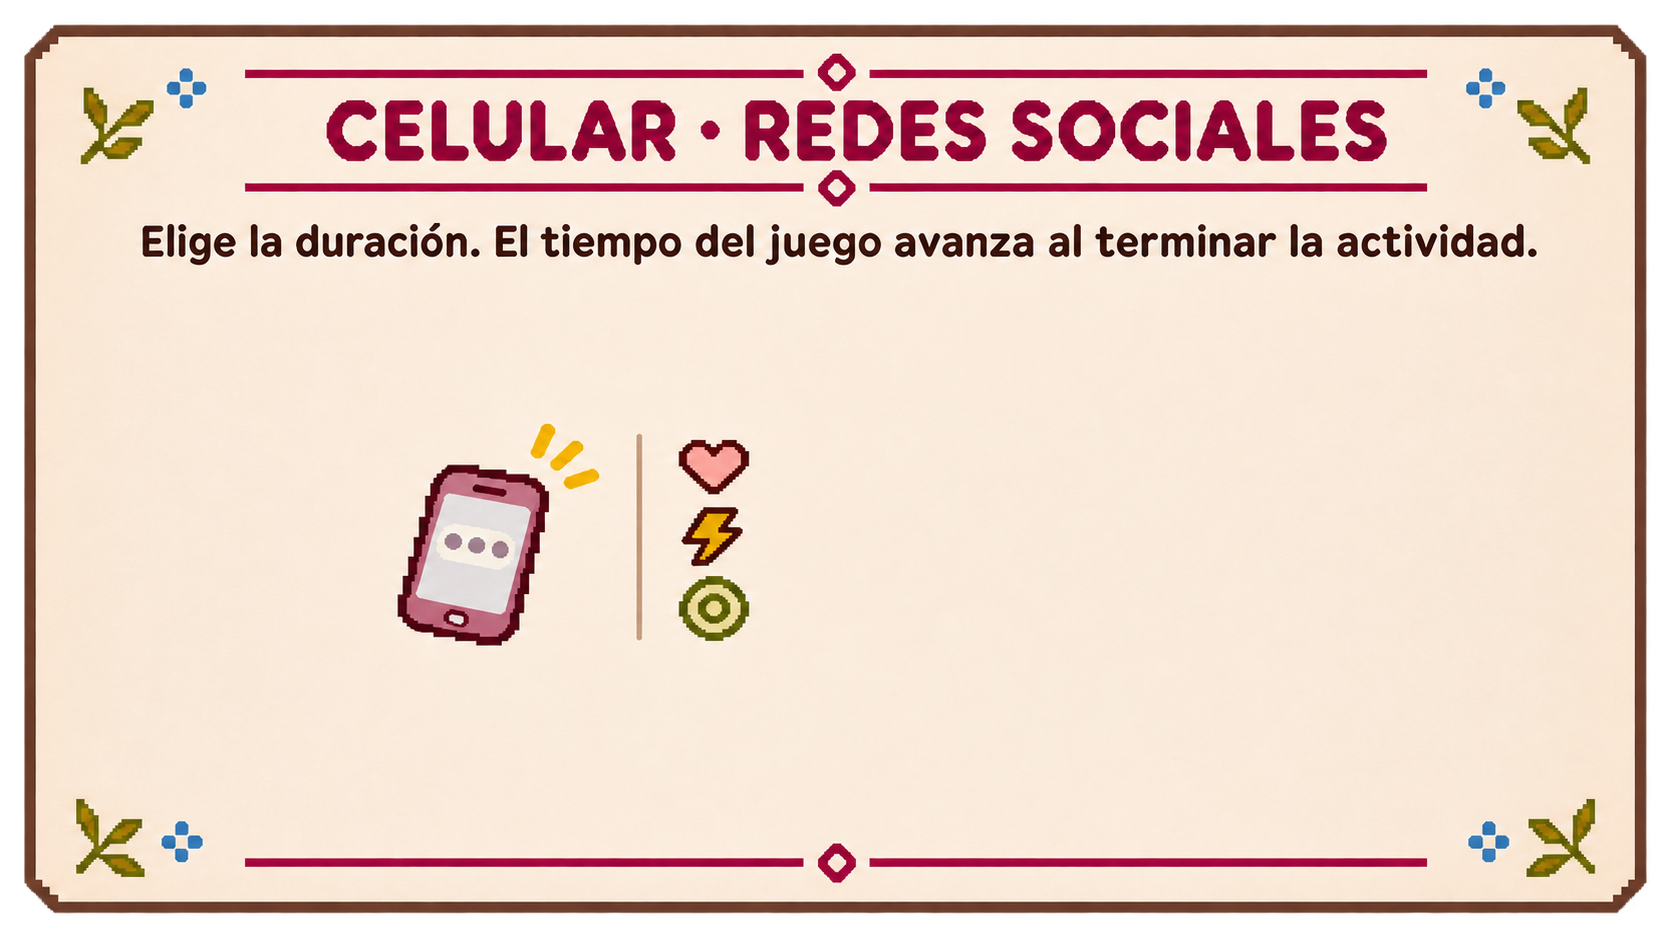 CELULAR • REDES SOCIALES
Elige la duración. El tiempo del juego avanza al terminar la actividad.